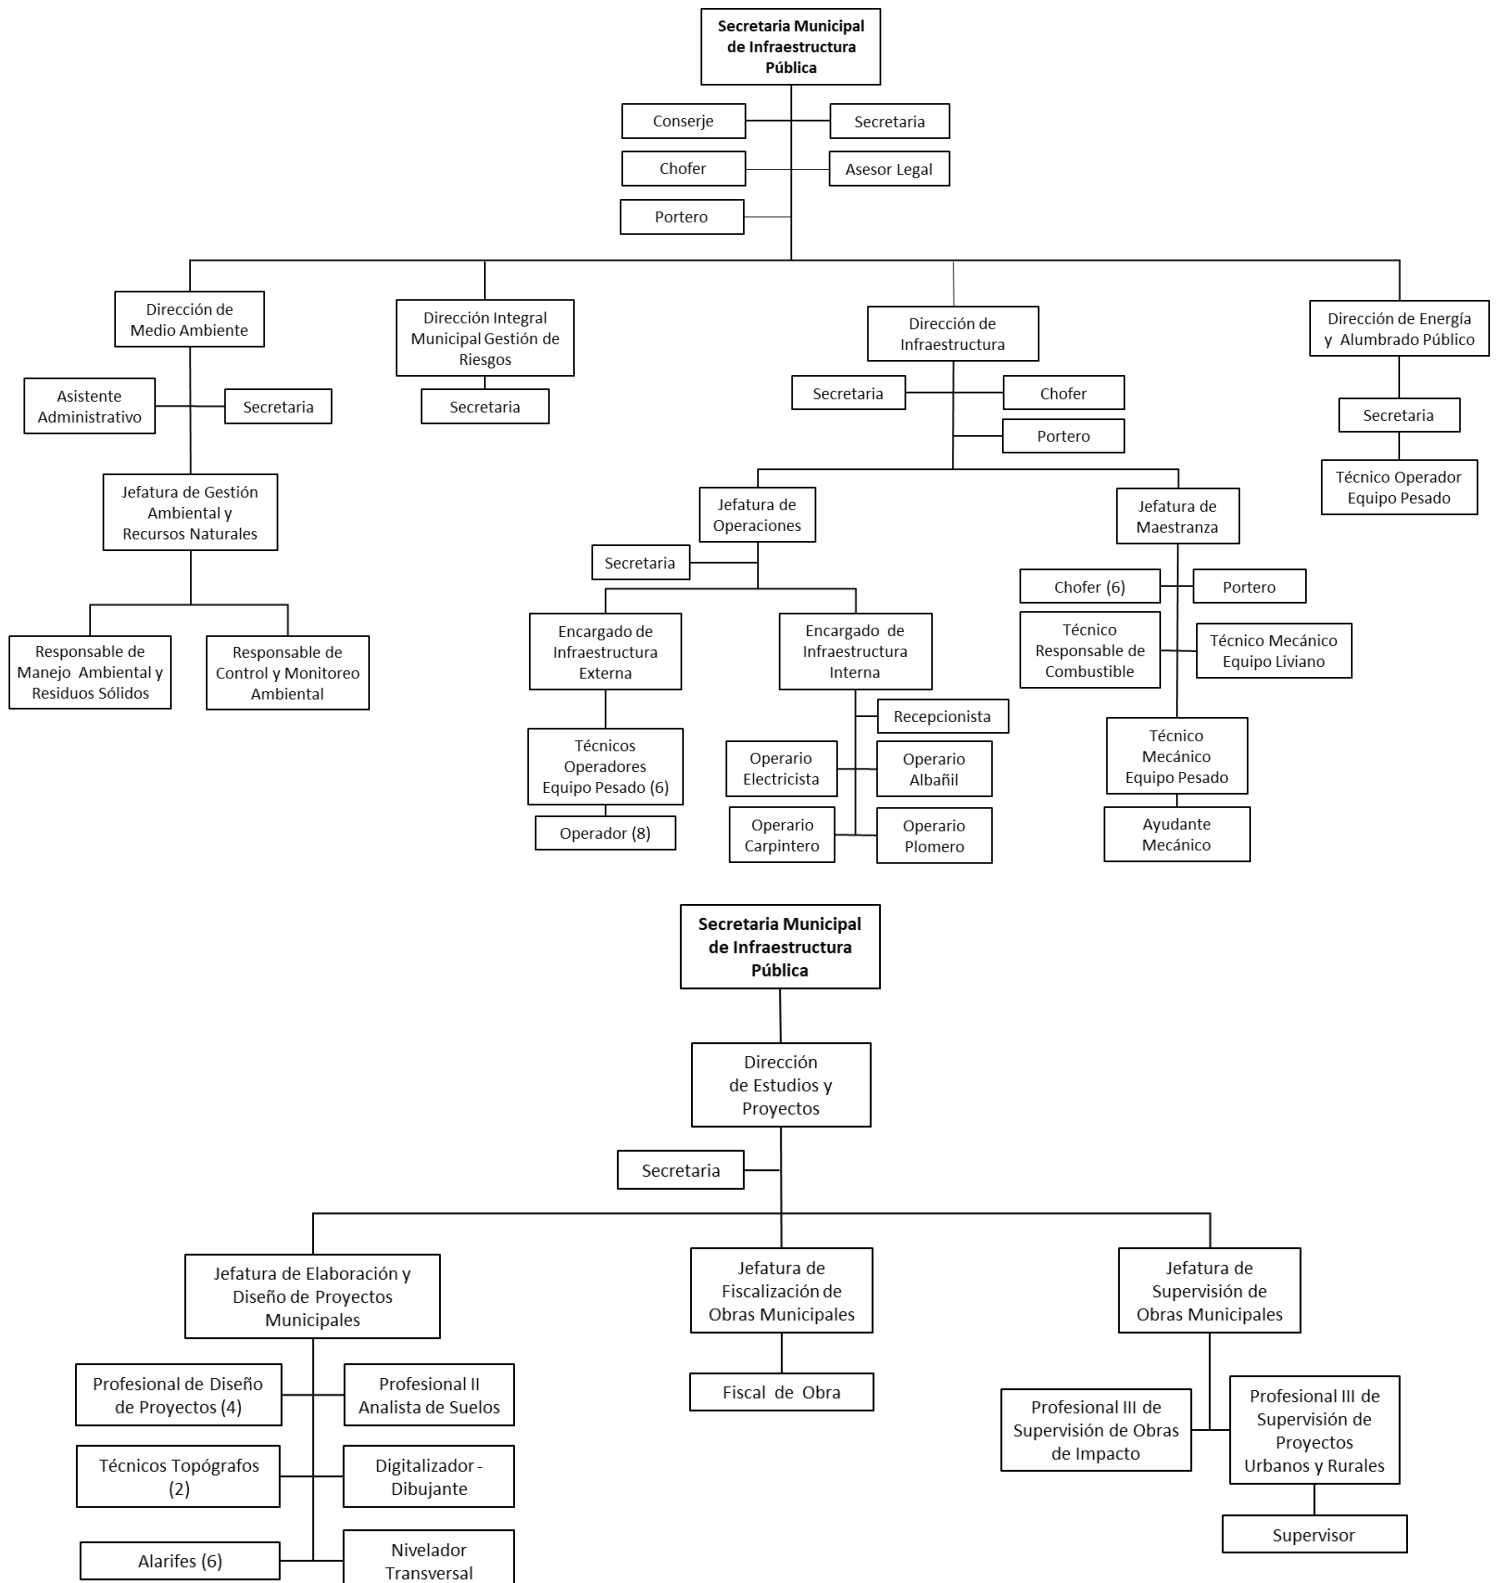 Secretaria Municipal
de Infraestructura
Pública
Conserje
Secretaria
Chofer
Asesor Legal
Portero
Dirección de
Medio Ambiente
Dirección Integral
Municipal Gestión de
Riesgos
Dirección de
Infraestructura
Dirección de Energía
y Alumbrado Público
Asistente
Administrativo
Secretaria
Secretaria
Secretaria
Chofer
Portero
Secretaria
Técnico Operador
Equipo Pesado
Jefatura de Gestión
Ambiental y
Recursos Naturales
Jefatura de
Operaciones
Jefatura de
Maestranza
Secretaria
Chofer (6)
Portero
Responsable de
Manejo Ambiental y
Residuos Sólidos
Responsable de
Control y Monitoreo
Ambiental
Encargado de
Infraestructura
Externa
Encargado de
Infraestructura
Interna
Técnico
Responsable de
Combustible
Técnico Mecánico
Equipo Liviano
Recepcionista
Técnicos
Operadores
Equipo Pesado (6)
Operario
Electricista
Operario
Albañil
Técnico
Mecánico
Equipo Pesado
Operador (8)
Operario
Carpintero
Operario
Plomero
Ayudante
Mecánico
Secretaria Municipal
de Infraestructura
Pública
Dirección
de Estudios y
Proyectos
Secretaria
Jefatura de Elaboración y
Diseño de Proyectos
Municipales
Jefatura de
Fiscalización de
Obras Municipales
Jefatura de
Supervisión de
Obras Municipales
Profesional de Diseño
de Proyectos (4)
Profesional II
Analista de Suelos
Fiscal de Obra
Profesional III de
Supervisión de Obras
de Impacto
Profesional III de
Supervisión de
Proyectos
Urbanos y Rurales
Técnicos Topógrafos
(2)
Digitalizador -
Dibujante
Supervisor
Alarifes (6)
Nivelador
Transversal